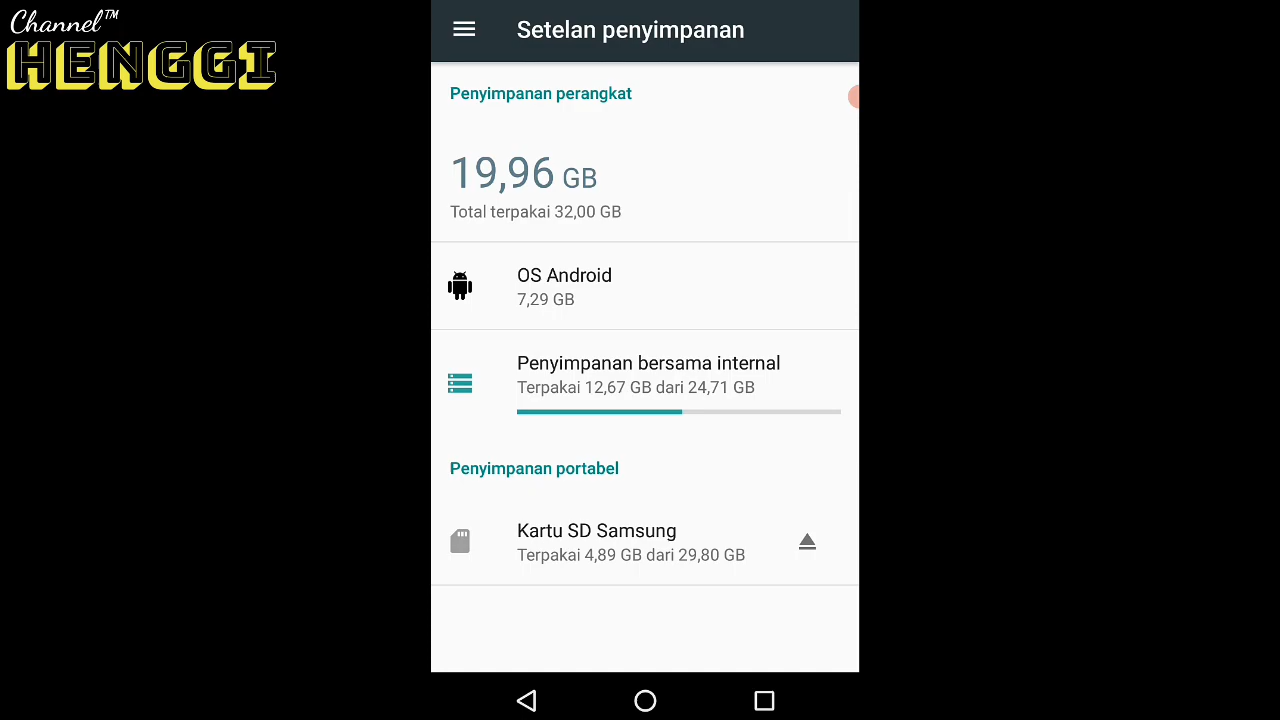 Channel™
HENGGI
Setelan penyimpanan
Penyimpanan perangkat
19,96 GB
Total terpakai 32,00 GB
OS Android
7,29 GB
Penyimpanan bersama internal
Terpakai 12,67 GB dari 24,71 GB
Penyimpanan portabel
Kartu SD Samsung
Terpakai 4,89 GB dari 29,80 GB